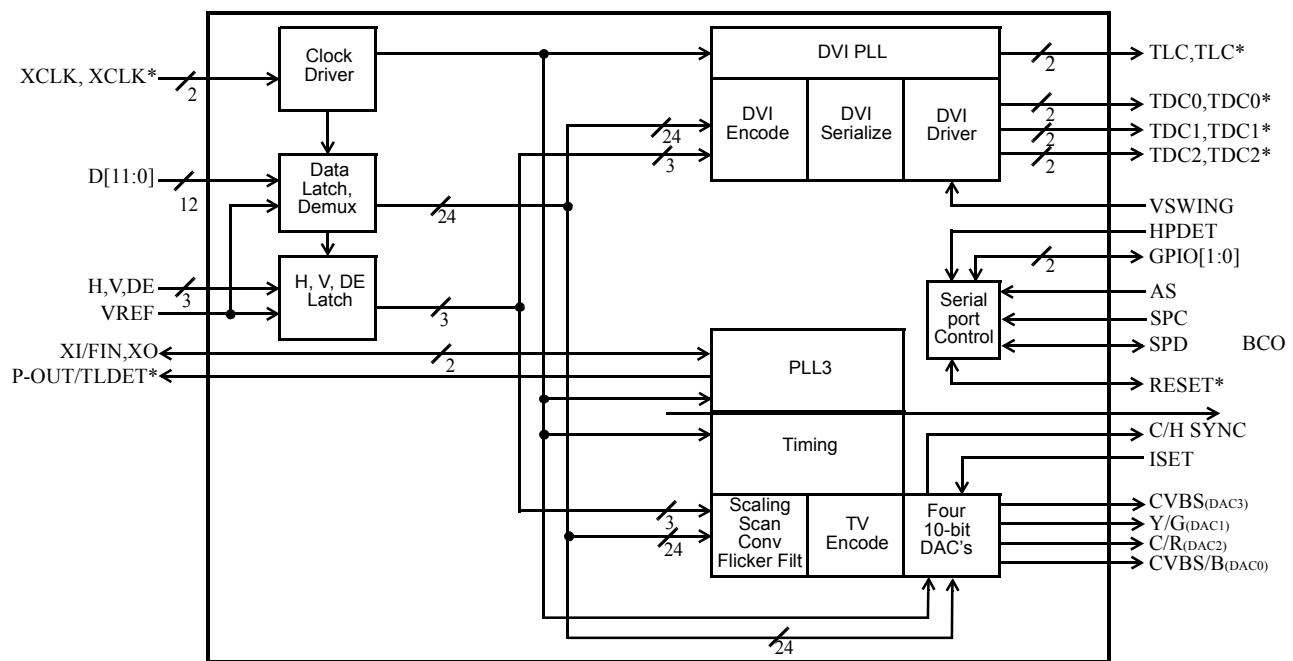 Clock
Driver
DVI PLL
TLC,TLC*
2
XCLK, XCLK*
2
DVI
Encode
DVI
Serialize
DVI
Driver
TDC0,TDC0*
2
TDC1,TDC1*
2
TDC2,TDC2*
2
24
3
D[11:0]
12
Data
Latch,
Demux
24
VSWING
HPDET
GPIO[1:0]
2
H,V,DE
3
VREF
H, V, DE
Latch
3
Serial
port
Control
AS
SPC
SPD
BCO
XI/FIN,XO
2
P-OUT/TLDET*
PLL3
RESET*
Timing
C/H SYNC
ISET
Scaling
Scan
Conv
Flicker Filt
3
24
TV
Encode
Four
10-bit
DAC's
CVBS(DAC3)
Y/G(DAC1)
C/R(DAC2)
CVBS/B(DAC0)
24